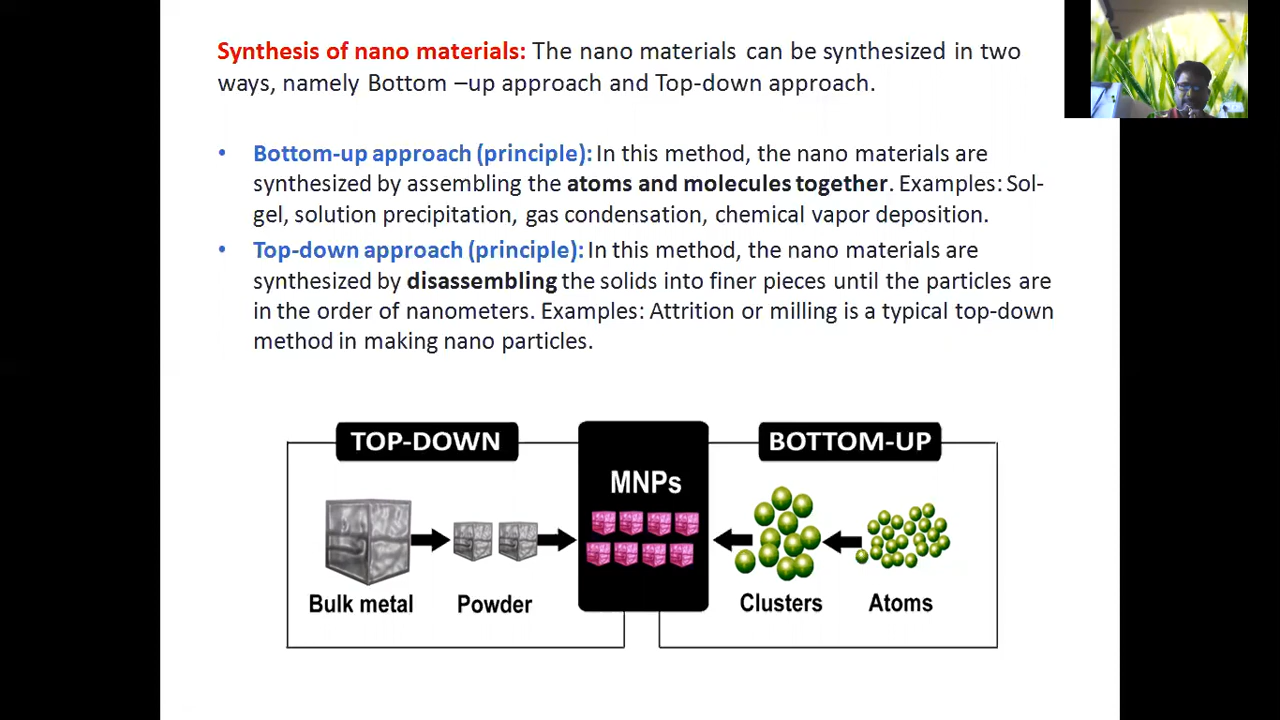 Synthesis of nano materials: The nano materials can be synthesized in two
ways, namely Bottom –up approach and Top-down approach.
• Bottom-up approach (principle): In this method, the nano materials are
synthesized by assembling the atoms and molecules together. Examples: Sol-
gel, solution precipitation, gas condensation, chemical vapor deposition.
• Top-down approach (principle): In this method, the nano materials are
synthesized by disassembling the solids into finer pieces until the particles are
in the order of nanometers. Examples: Attrition or milling is a typical top-down
method in making nano particles.
TOP-DOWN
BOTTOM-UP
MNPs
Bulk metal
Powder
Clusters
Atoms